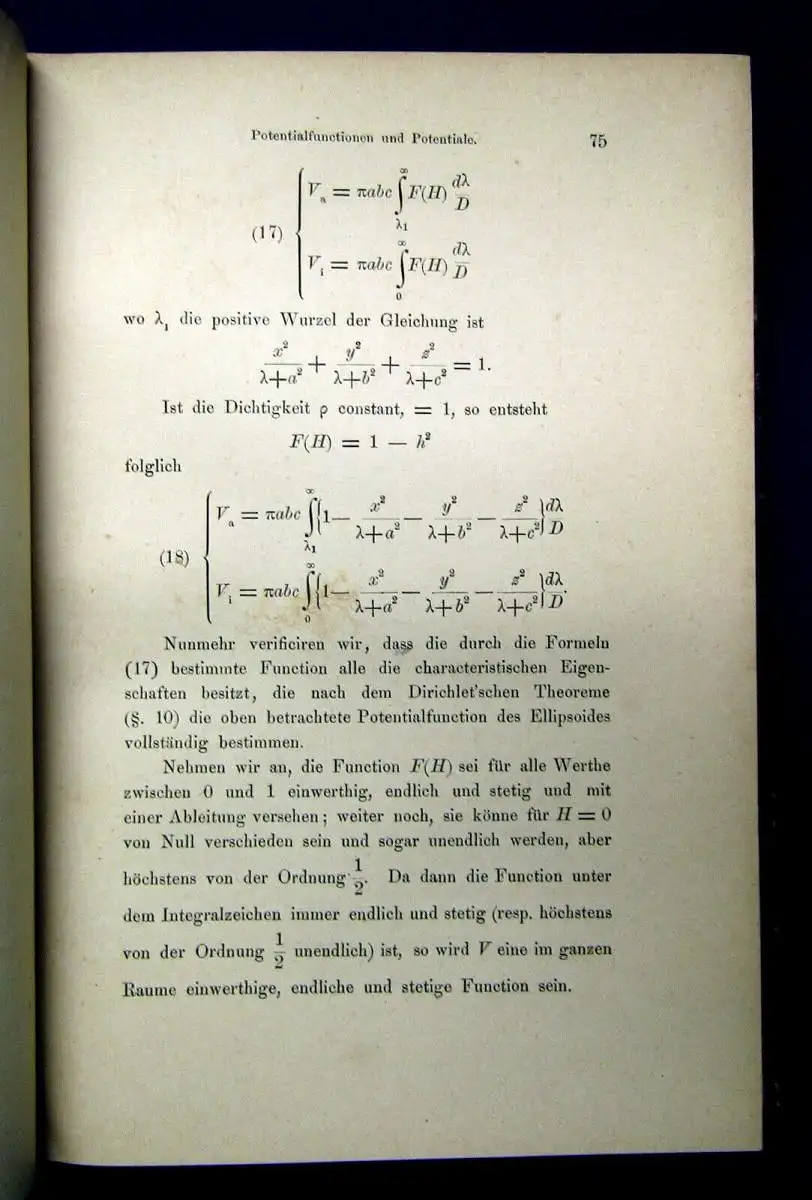 Potentialfunctionen und Potentiale. 75
(17) { V_a = πabc ∫_{λ_1}^{∞} F(H) dλ/D
V_i = πabc ∫_0^{∞} F(H) dλ/D
wo λ_1 die positive Wurzel der Gleichung ist
x²/(λ+a²) + y²/(λ+b²) + z²/(λ+c²) = 1.
Ist die Dichtigkeit ρ constant, = 1, so entsteht
F(H) = 1 — h²
folglich
(18) { V_a = πabc ∫_{λ_1}^{∞} {1 — x²/(λ+a²) — y²/(λ+b²) — z²/(λ+c²)} dλ/D
V_i = πabc ∫_0^{∞} {1 — x²/(λ+a²) — y²/(λ+b²) — z²/(λ+c²)} dλ/D.
Nunmehr verificiren wir, dass die durch die Formeln
(17) bestimmte Function alle die characteristischen Eigen-
schaften besitzt, die nach dem Dirichlet'schen Theoreme
(§. 10) die oben betrachtete Potentialfunction des Ellipsoides
vollständig bestimmen.
Nehmen wir an, die Function F(H) sei für alle Werthe
zwischen 0 und 1 einwerthig, endlich und stetig und mit
einer Ableitung versehen; weiter noch, sie könne für H = 0
von Null verschieden sein und sogar unendlich werden, aber
höchstens von der Ordnung 1/2. Da dann die Function unter
dem Integralzeichen immer endlich und stetig (resp. höchstens
von der Ordnung 1/2 unendlich) ist, so wird V eine im ganzen
Raume einwerthige, endliche und stetige Function sein.